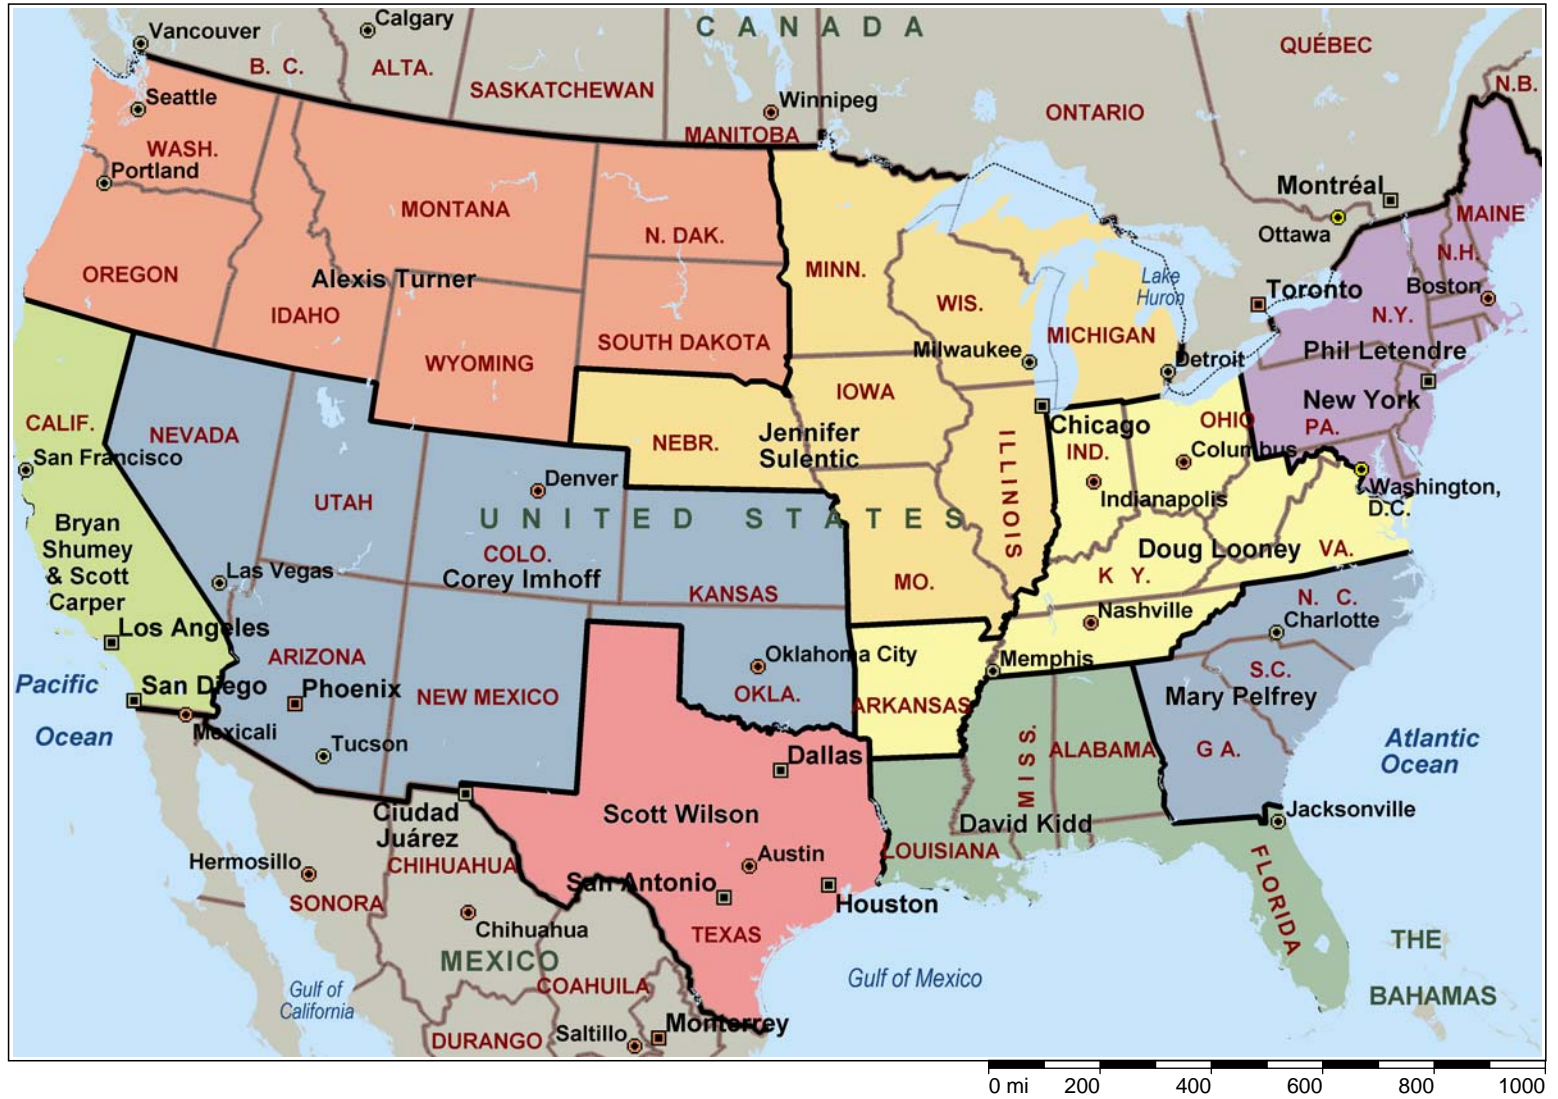 CANADA
Vancouver
Calgary
B. C.
ALTA.
SASKATCHEWAN
MANITOBA
Winnipeg
ONTARIO
QUÉBEC
N.B.
Seattle
WASH.
Portland
MONTANA
N. DAK.
OREGON
Alexis Turner
IDAHO
WYOMING
SOUTH DAKOTA
MINN.
WIS.
MICHIGAN
Lake
Huron
Milwaukee
Detroit
Montréal
Ottawa
Toronto
MAINE
N.H.
Boston
N.Y.
Phil Letendre
New York
PA.
Washington,
D.C.
CALIF.
San Francisco
NEVADA
UTAH
Denver
COLO.
Corey Imhoff
NEBR.
IOWA
Jennifer
Sulentic
Chicago
ILLINOIS
IND.
OHIO
Columbus
Indianapolis
UNITED STATES
Bryan
Shumey
& Scott
Carper
Los Angeles
San Diego
Las Vegas
KANSAS
MO.
Doug Looney
VA.
K Y.
Nashville
N. C.
Charlotte
S.C.
Mary Pelfrey
G A.
Memphis
ARIZONA
Phoenix
NEW MEXICO
Oklahoma City
OKLA.
ARKANSAS
MISS.
ALABAMA
Pacific
Ocean
Mexicali
Tucson
Dallas
Atlantic
Ocean
Ciudad
Juárez
Scott Wilson
Austin
San Antonio
Houston
TEXAS
LOUISIANA
David Kidd
Jacksonville
FLORIDA
Hermosillo
SONORA
CHIHUAHUA
Chihuahua
MEXICO
COAHUILA
Gulf of
California
DURANGO
Saltillo
Monterrey
Gulf of Mexico
THE
BAHAMAS
0 mi 200 400 600 800 1000